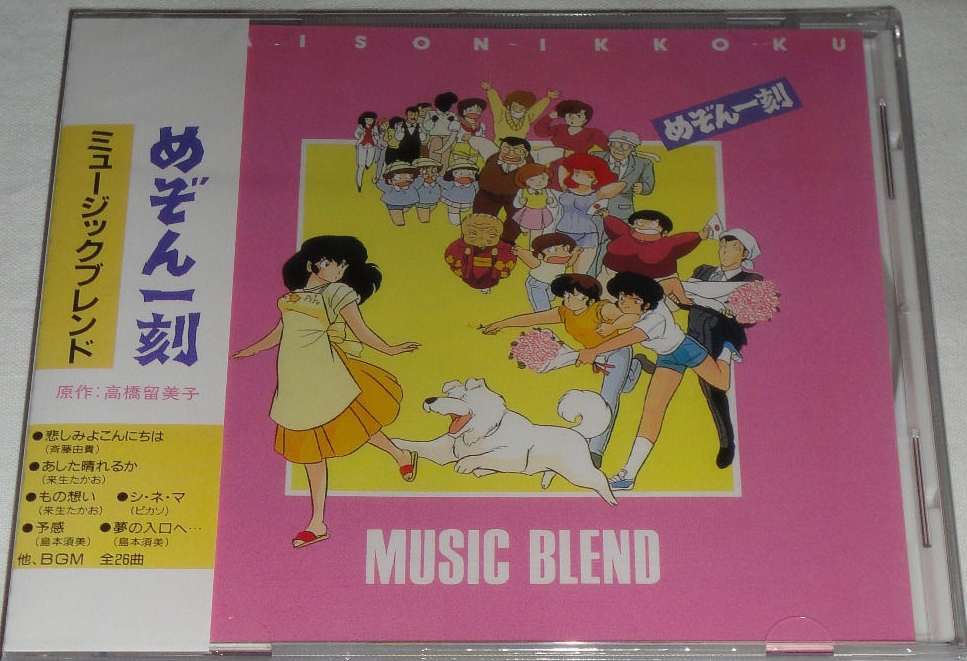 AISON IKKOKU
めぞん一刻
めぞん一刻
ミュージックブレンド
原作:高橋留美子
●悲しみよこんにちは
(斉藤由貴)
●あした晴れるか
(来生たかお)
●もの想い ●シ・ネ・マ
(来生たかお) (ピカソ)
●予感 ●夢の入口へ…
(島本須美) (島本須美)
他、BGM 全26曲
MUSIC BLEND